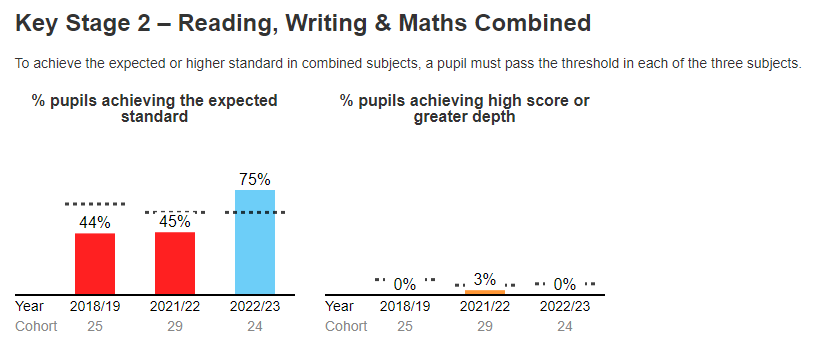 Key Stage 2 – Reading, Writing & Maths Combined
To achieve the expected or higher standard in combined subjects, a pupil must pass the threshold in each of the three subjects.
% pupils achieving the expected
standard
75%
44%
45%
Year 2018/19 2021/22 2022/23
Cohort 25 29 24
% pupils achieving high score or
greater depth
0%
3%
0%
Year 2018/19 2021/22 2022/23
Cohort 25 29 24